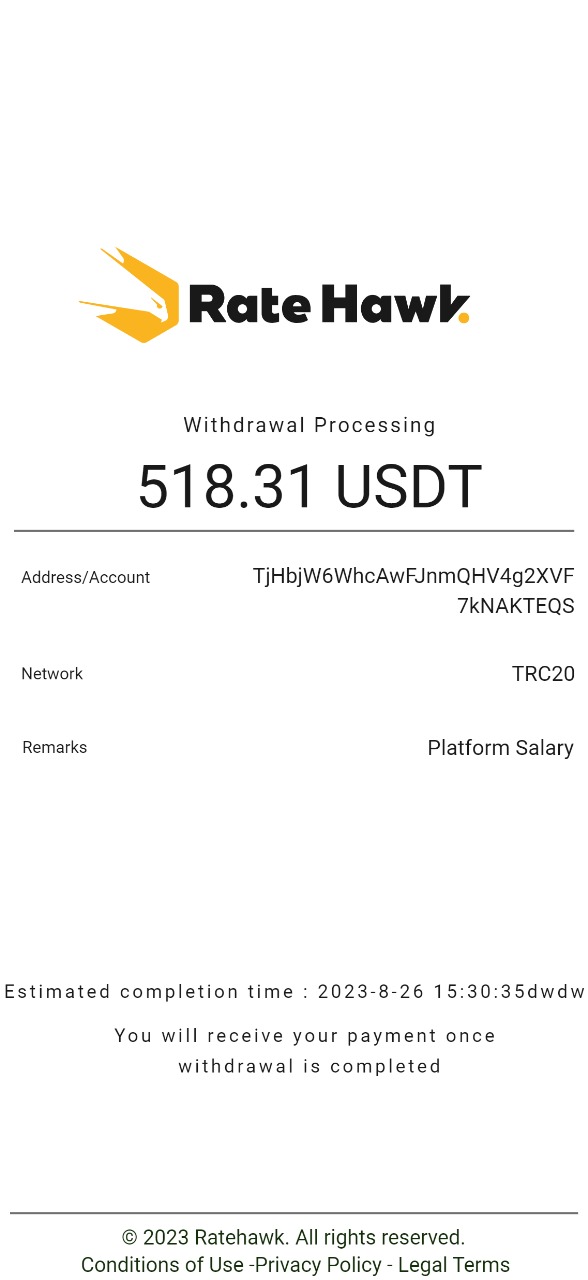 Rate Hawk.
Withdrawal Processing
518.31 USDT
Address/Account TjHbjW6WhcAwFJnmQHV4g2XVF
7kNAKTEQS
Network TRC20
Remarks Platform Salary
Estimated completion time : 2023-8-26 15:30:35dwdw
You will receive your payment once
withdrawal is completed
© 2023 Ratehawk. All rights reserved.
Conditions of Use -Privacy Policy - Legal Terms